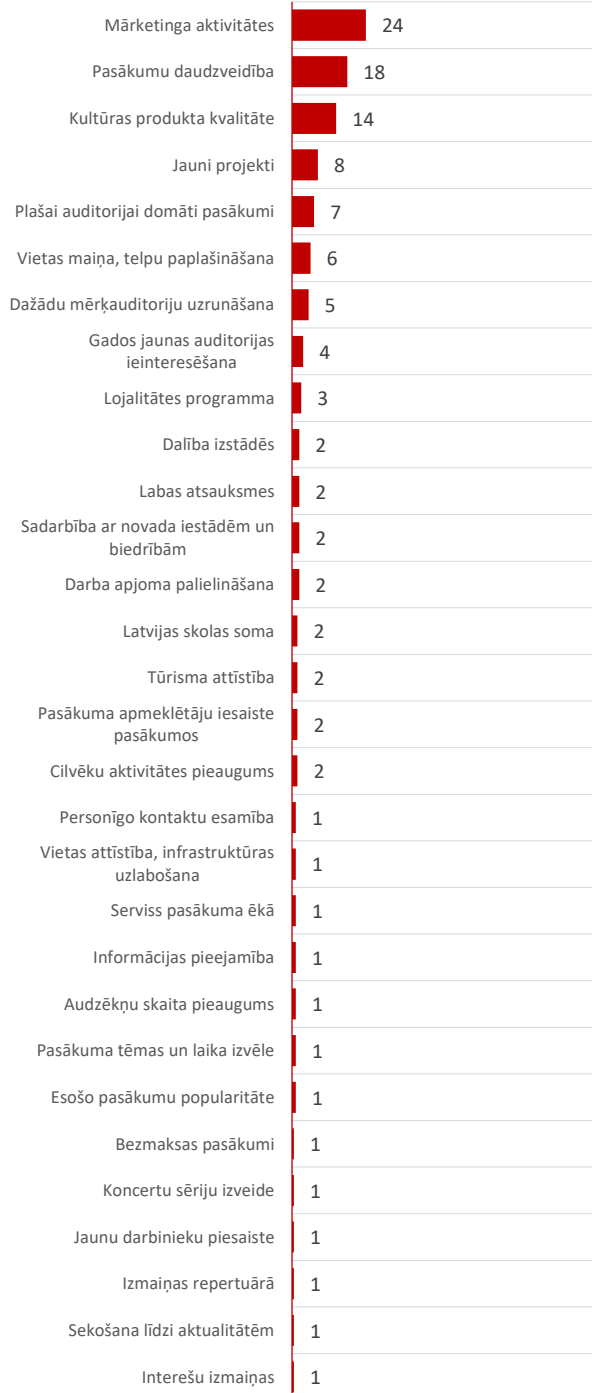 Mārketinga aktivitātes 24
Pasākumu daudzveidība 18
Kultūras produkta kvalitāte 14
Jauni projekti 8
Plašai auditorijai domāti pasākumi 7
Vietas maiņa, telpu paplašināšana 6
Dažādu mērķauditoriju uzrunāšana 5
Gados jaunas auditorijas
ieinteresēšana 4
Lojalitātes programma 3
Dalība izstādēs 2
Labas atsauksmes 2
Sadarbība ar novada iestādēm un
biedrībām 2
Darba apjoma palielināšana 2
Latvijas skolas soma 2
Tūrisma attīstība 2
Pasākuma apmeklētāju iesaiste
pasākumos 2
Cilvēku aktivitātes pieaugums 2
Personīgo kontaktu esamība 1
Vietas attīstība, infrastruktūras
uzlabošana 1
Serviss pasākuma ēkā 1
Informācijas pieejamība 1
Audzēkņu skaita pieaugums 1
Pasākuma tēmas un laika izvēle 1
Esošo pasākumu popularitāte 1
Bezmaksas pasākumi 1
Koncertu sēriju izveide 1
Jaunu darbinieku piesaiste 1
Izmaiņas repertuārā 1
Sekošana līdzi aktualitātēm 1
Interešu izmaiņas 1